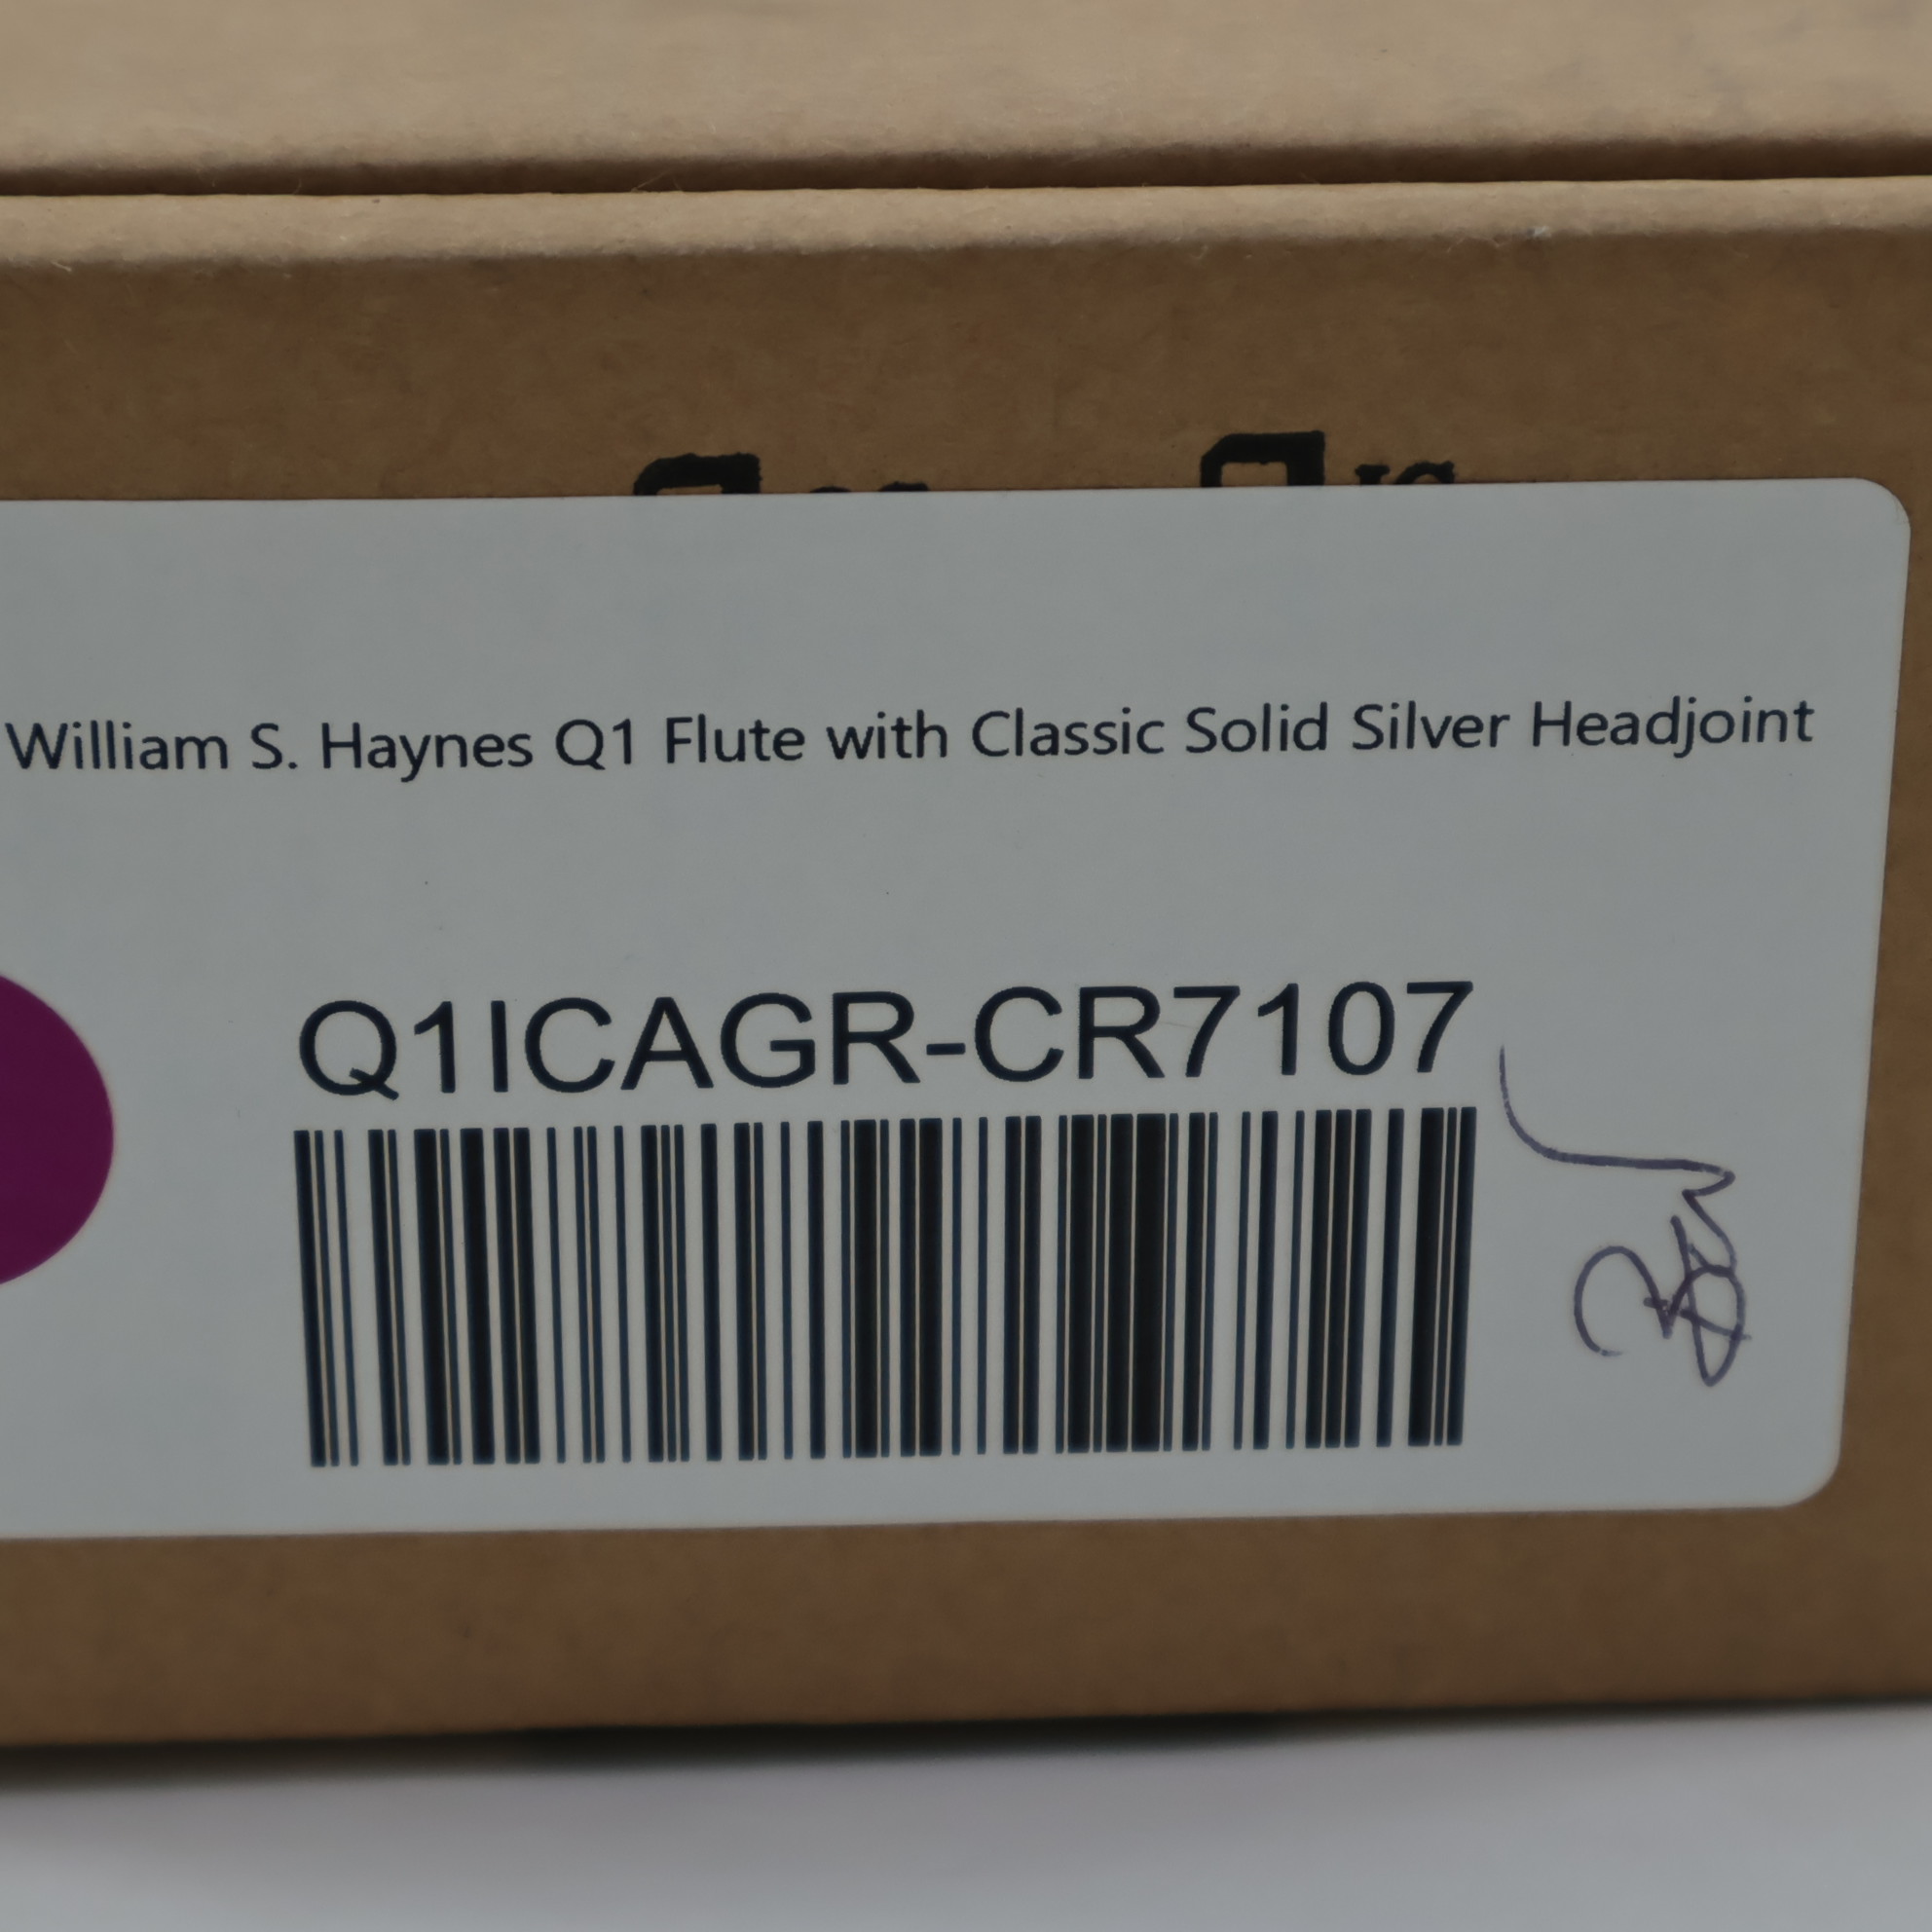 William S. Haynes Q1 Flute with Classic Solid Silver Headjoint
Q1ICAGR-CR7107